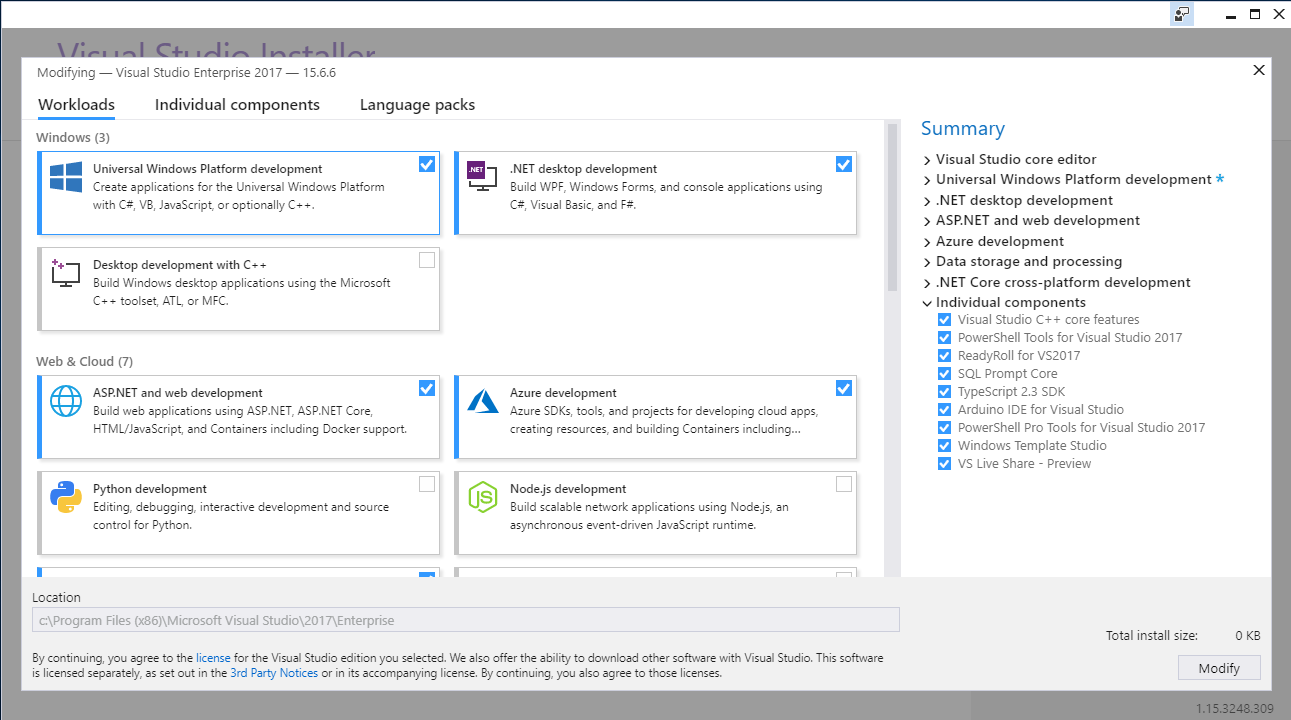 Visual Studio Installer
Modifying — Visual Studio Enterprise 2017 — 15.6.6
Workloads
Individual components
Language packs
Windows (3)
Universal Windows Platform development
Create applications for the Universal Windows Platform
with C#, VB, JavaScript, or optionally C++.
.NET
.NET desktop development
Build WPF, Windows Forms, and console applications using
C#, Visual Basic, and F#.
Desktop development with C++
Build Windows desktop applications using the Microsoft
C++ toolset, ATL, or MFC.
Web & Cloud (7)
ASP.NET and web development
Build web applications using ASP.NET, ASP.NET Core,
HTML/JavaScript, and Containers including Docker support.
Azure development
Azure SDKs, tools, and projects for developing cloud apps,
creating resources, and building Containers including...
Python development
Editing, debugging, interactive development and source
control for Python.
JS
Node.js development
Build scalable network applications using Node.js, an
asynchronous event-driven JavaScript runtime.
Summary
Visual Studio core editor
Universal Windows Platform development *
.NET desktop development
ASP.NET and web development
Azure development
Data storage and processing
.NET Core cross-platform development
Individual components
Visual Studio C++ core features
PowerShell Tools for Visual Studio 2017
ReadyRoll for VS2017
SQL Prompt Core
TypeScript 2.3 SDK
Arduino IDE for Visual Studio
PowerShell Pro Tools for Visual Studio 2017
Windows Template Studio
VS Live Share - Preview
Location
c:\Program Files (x86)\Microsoft Visual Studio\2017\Enterprise
By continuing, you agree to the license for the Visual Studio edition you selected. We also offer the ability to download other software with Visual Studio. This software
is licensed separately, as set out in the 3rd Party Notices or in its accompanying license. By continuing, you also agree to those licenses.
Total install size: 0 KB
Modify
1.15.3248.309